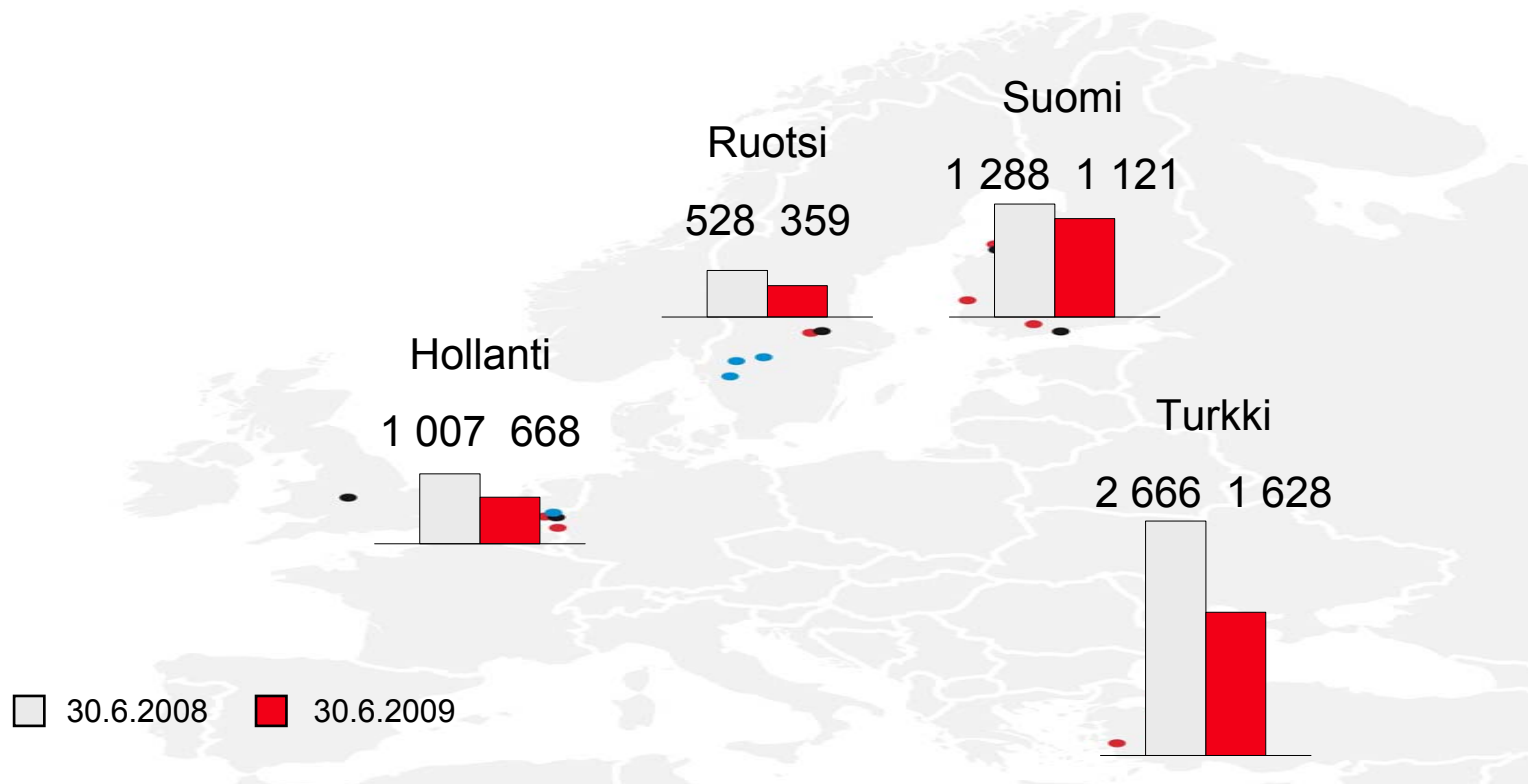 Suomi
1 288 1 121
Ruotsi
528 359
Hollanti
1 007 668
Turkki
2 666 1 628
30.6.2008 30.6.2009